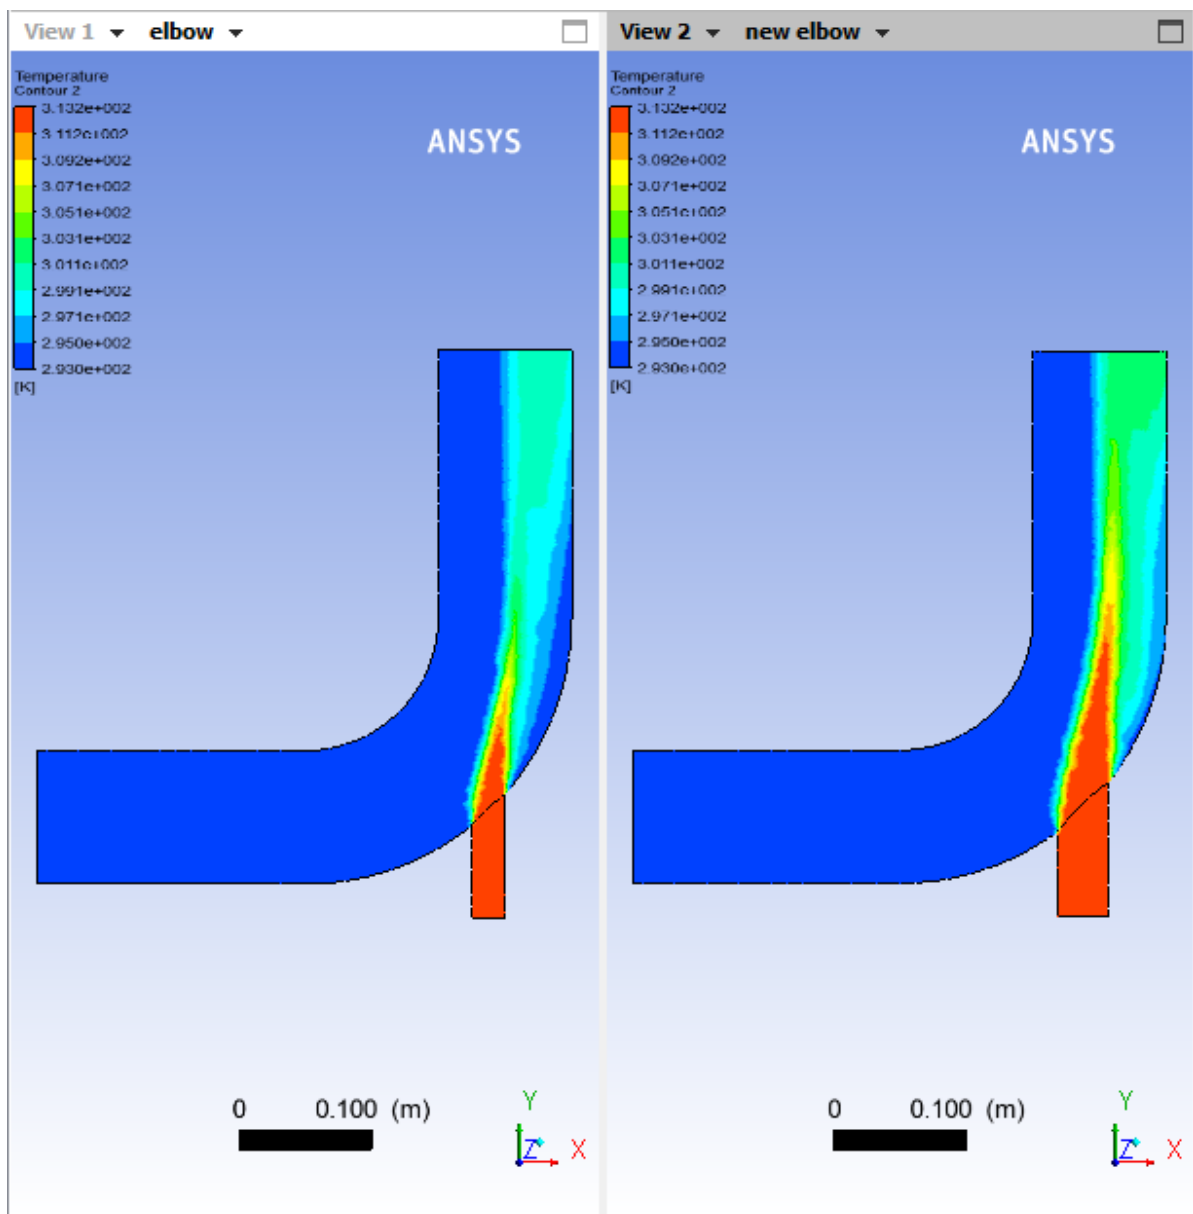 View 1 elbow
Temperature
Contour 2
3.132e+002
3.112e+002
3.092e+002
3.071e+002
3.051e+002
3.031e+002
3.011e+002
2.991e+002
2.971e+002
2.950e+002
2.930e+002
[K]
ANSYS
0 0.100 (m)
Y
Z X
View 2 new elbow
Temperature
Contour 2
3.132e+002
3.112e+002
3.092e+002
3.071e+002
3.051e+002
3.031e+002
3.011e+002
2.991e+002
2.971e+002
2.950e+002
2.930e+002
[K]
ANSYS
0 0.100 (m)
Y
Z X